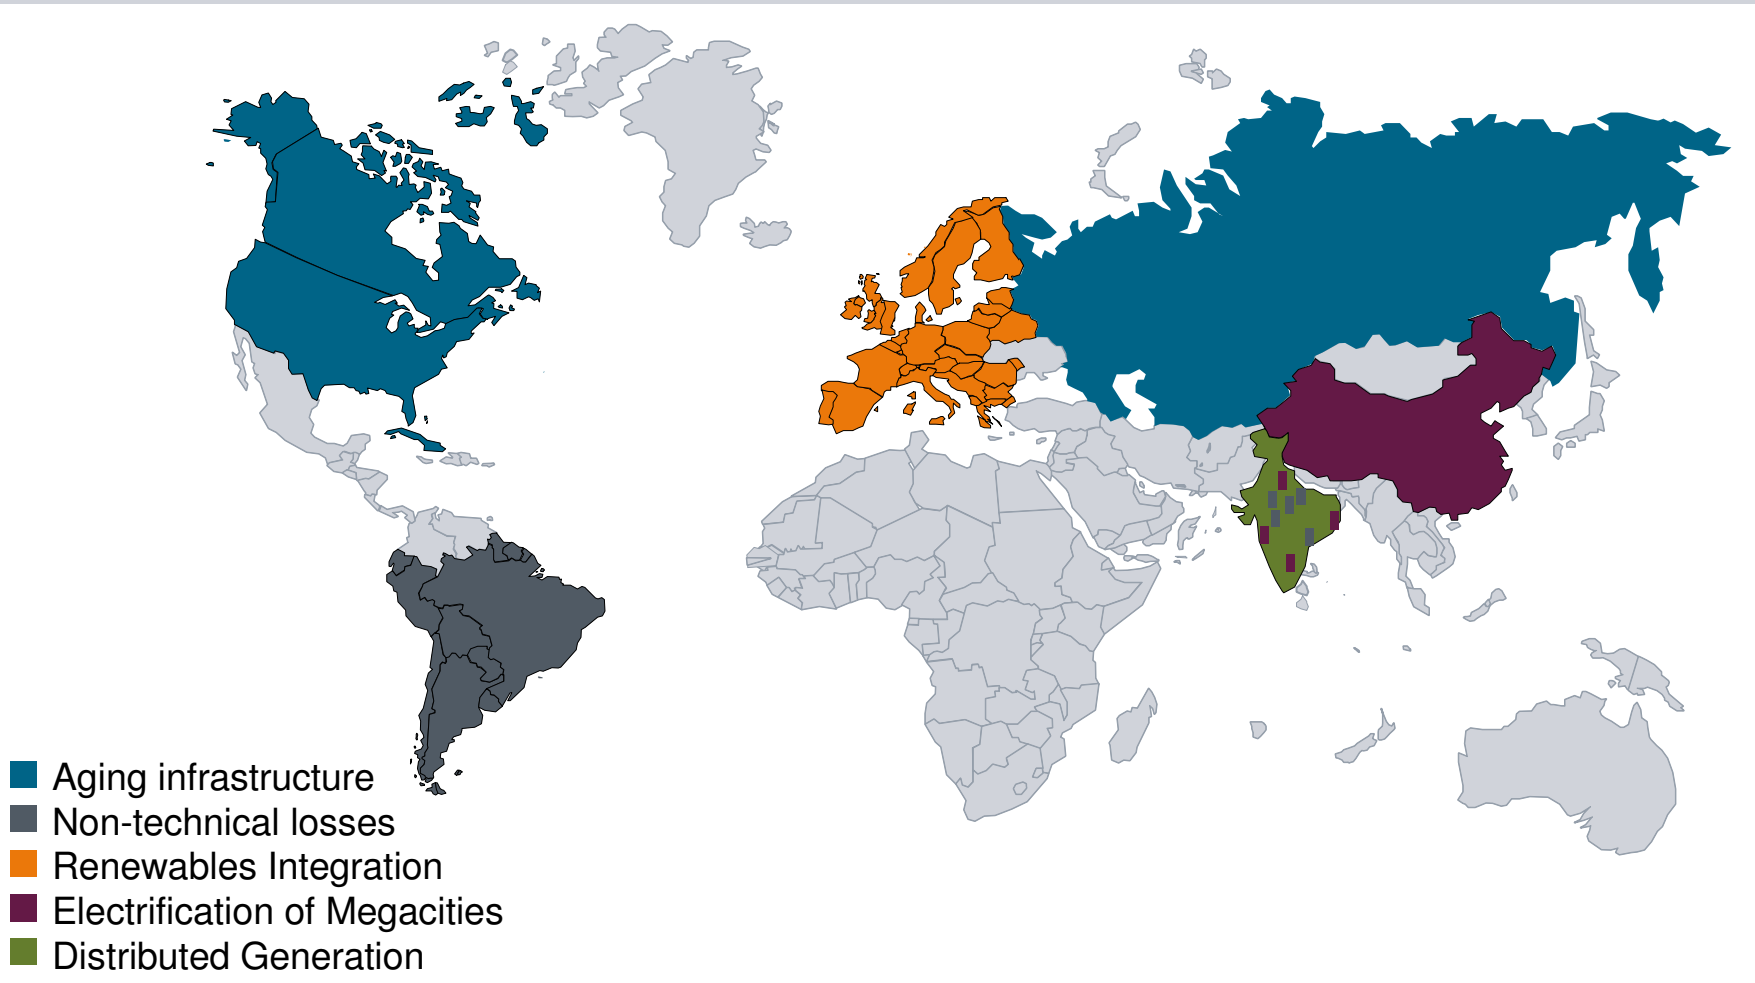 Aging infrastructure
Non-technical losses
Renewables Integration
Electrification of Megacities
Distributed Generation